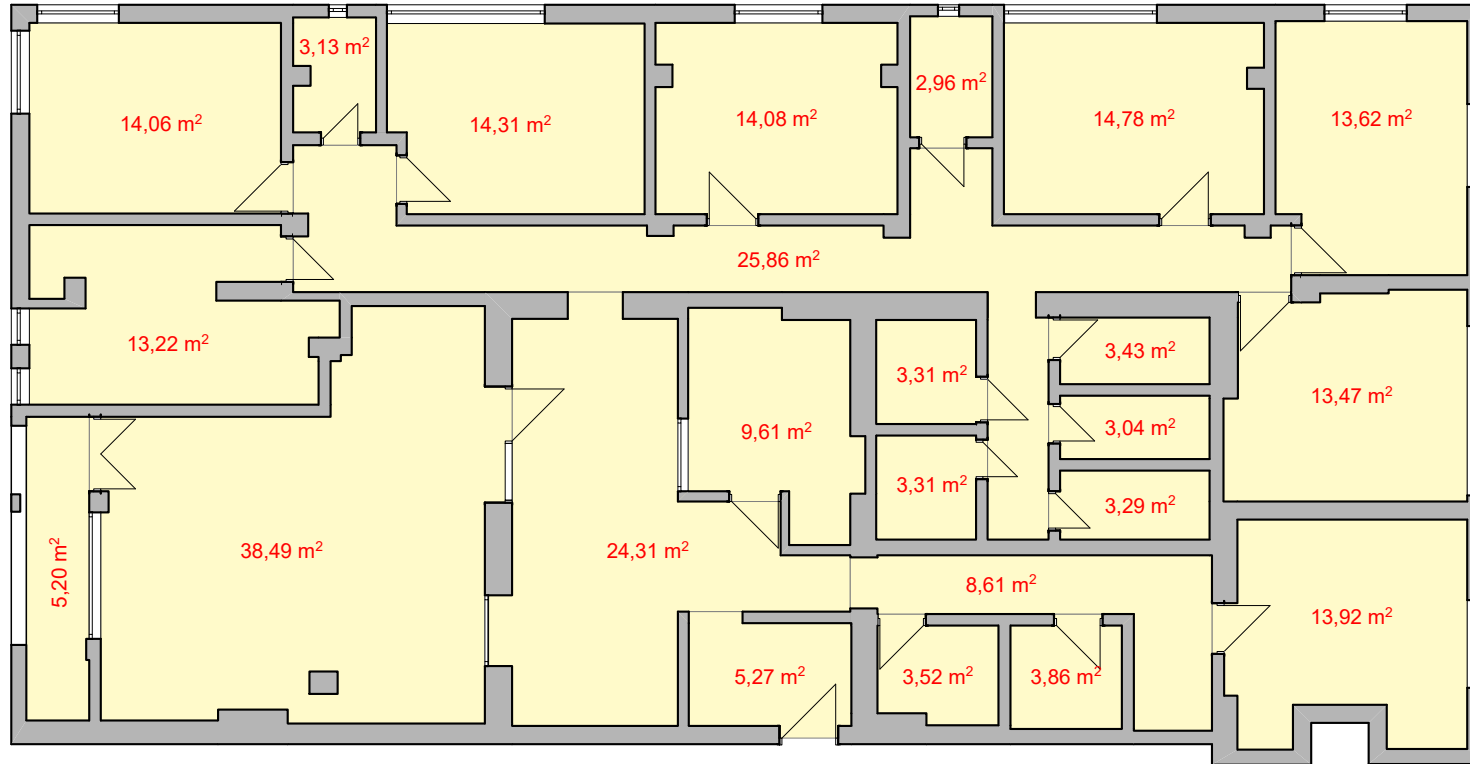 3,13 m²
2,96 m²
14,06 m²
14,31 m²
14,08 m²
14,78 m²
13,62 m²
25,86 m²
13,22 m²
3,31 m²
3,43 m²
13,47 m²
9,61 m²
3,04 m²
3,31 m²
3,29 m²
5,20 m²
38,49 m²
24,31 m²
8,61 m²
13,92 m²
5,27 m²
3,52 m²
3,86 m²